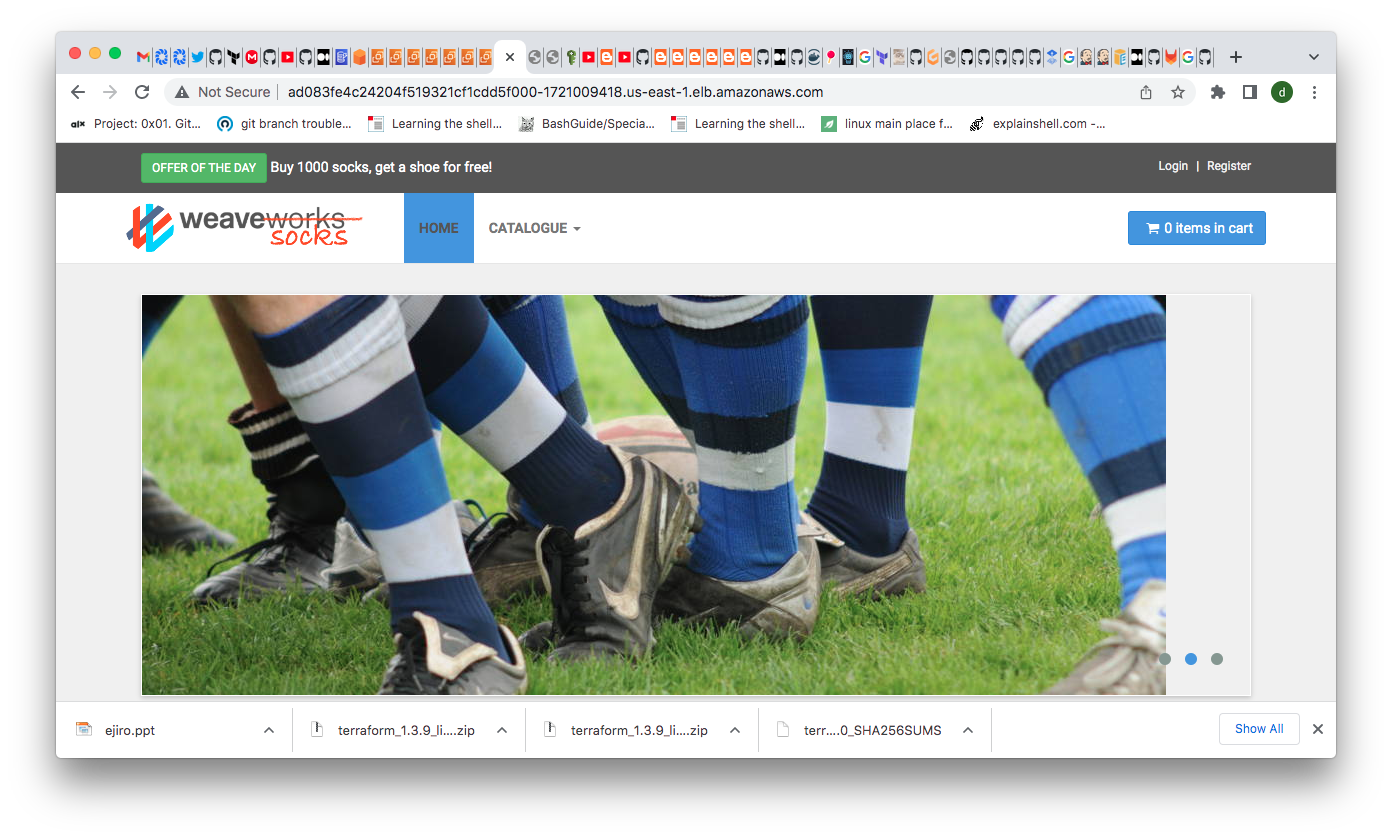 Not Secure | ad083fe4c24204f519321cf1cdd5f000-1721009418.us-east-1.elb.amazonaws.com
d
alx Project: 0x01. Git... git branch trouble... Learning the shell... BashGuide/Specia... Learning the shell... linux main place f... explainshell.com -...
OFFER OF THE DAY Buy 1000 socks, get a shoe for free! Login | Register
weaveworks
socks
HOME CATALOGUE 0 items in cart
ejiro.ppt terraform_1.3.9_li....zip terraform_1.3.9_li....zip terr....0_SHA256SUMS Show All